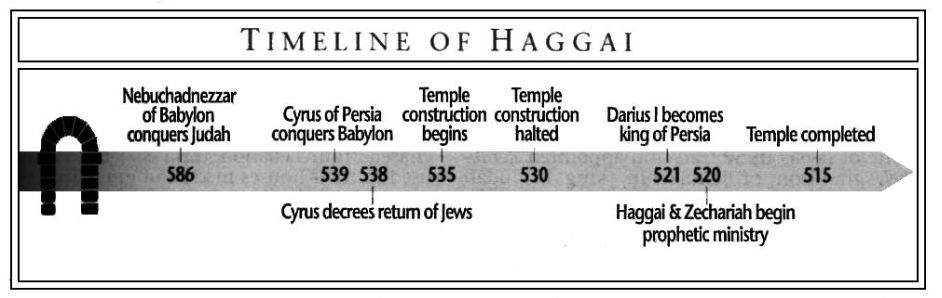 TIMELINE OF HAGGAI
Nebuchadnezzar
of Babylon
conquers Judah
586
Cyrus of Persia
conquers Babylon
539
538
Cyrus decrees return of Jews
Temple
construction
begins
535
Temple
construction
halted
530
Darius I becomes
king of Persia
521
520
Haggai & Zechariah begin
prophetic ministry
Temple completed
515